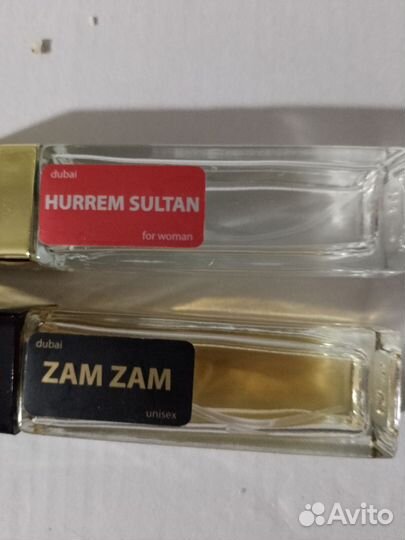 dubai
HURREM SULTAN
for woman
dubai
ZAM ZAM
unisex
Avito